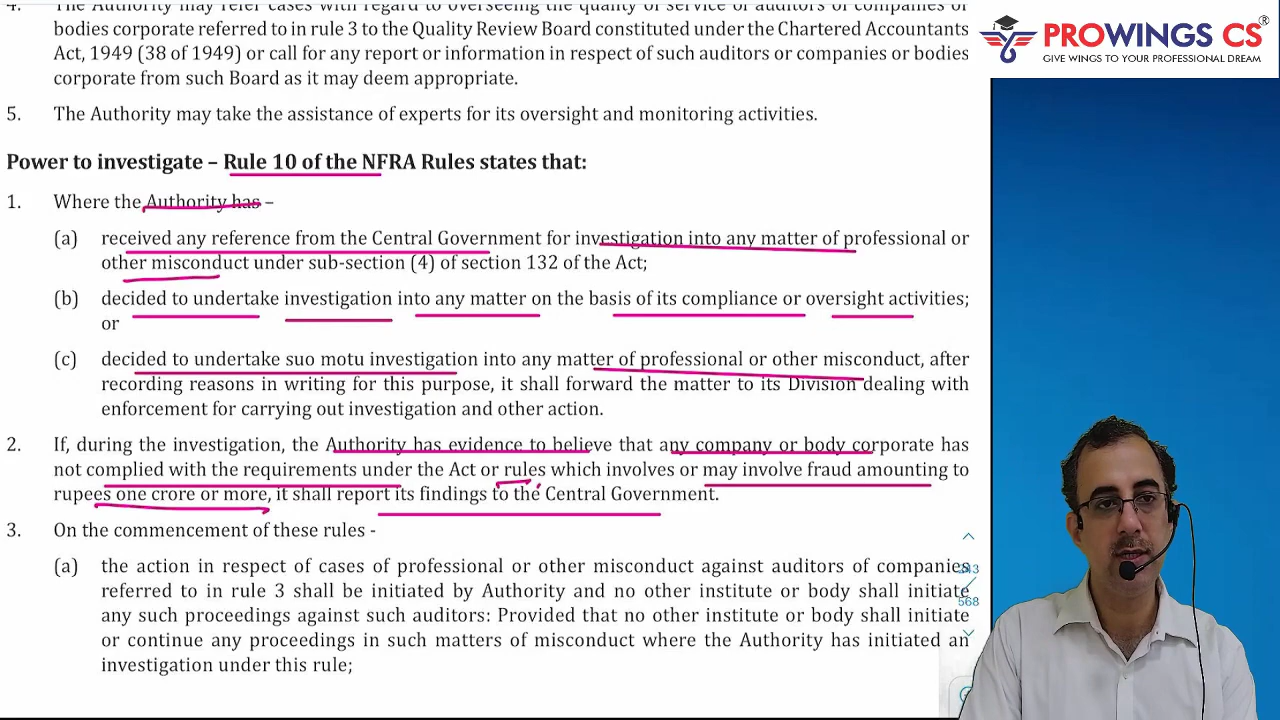 4. The Authority may refer cases with regard to overseeing the quality of service of auditors of companies or
bodies corporate referred to in rule 3 to the Quality Review Board constituted under the Chartered Accountants
Act, 1949 (38 of 1949) or call for any report or information in respect of such auditors or companies or bodies
corporate from such Board as it may deem appropriate.
PROWINGS CS®
GIVE WINGS TO YOUR PROFESSIONAL DREAM
5. The Authority may take the assistance of experts for its oversight and monitoring activities.
Power to investigate – Rule 10 of the NFRA Rules states that:
1. Where the Authority has –
(a) received any reference from the Central Government for investigation into any matter of professional or
other misconduct under sub-section (4) of section 132 of the Act;
(b) decided to undertake investigation into any matter on the basis of its compliance or oversight activities;
or
(c) decided to undertake suo motu investigation into any matter of professional or other misconduct, after
recording reasons in writing for this purpose, it shall forward the matter to its Division dealing with
enforcement for carrying out investigation and other action.
2. If, during the investigation, the Authority has evidence to believe that any company or body corporate has
not complied with the requirements under the Act or rules which involves or may involve fraud amounting to
rupees one crore or more, it shall report its findings to the Central Government.
3. On the commencement of these rules -
(a) the action in respect of cases of professional or other misconduct against auditors of companies
referred to in rule 3 shall be initiated by Authority and no other institute or body shall initiate
any such proceedings against such auditors: Provided that no other institute or body shall initiate
or continue any proceedings in such matters of misconduct where the Authority has initiated an
investigation under this rule;
568